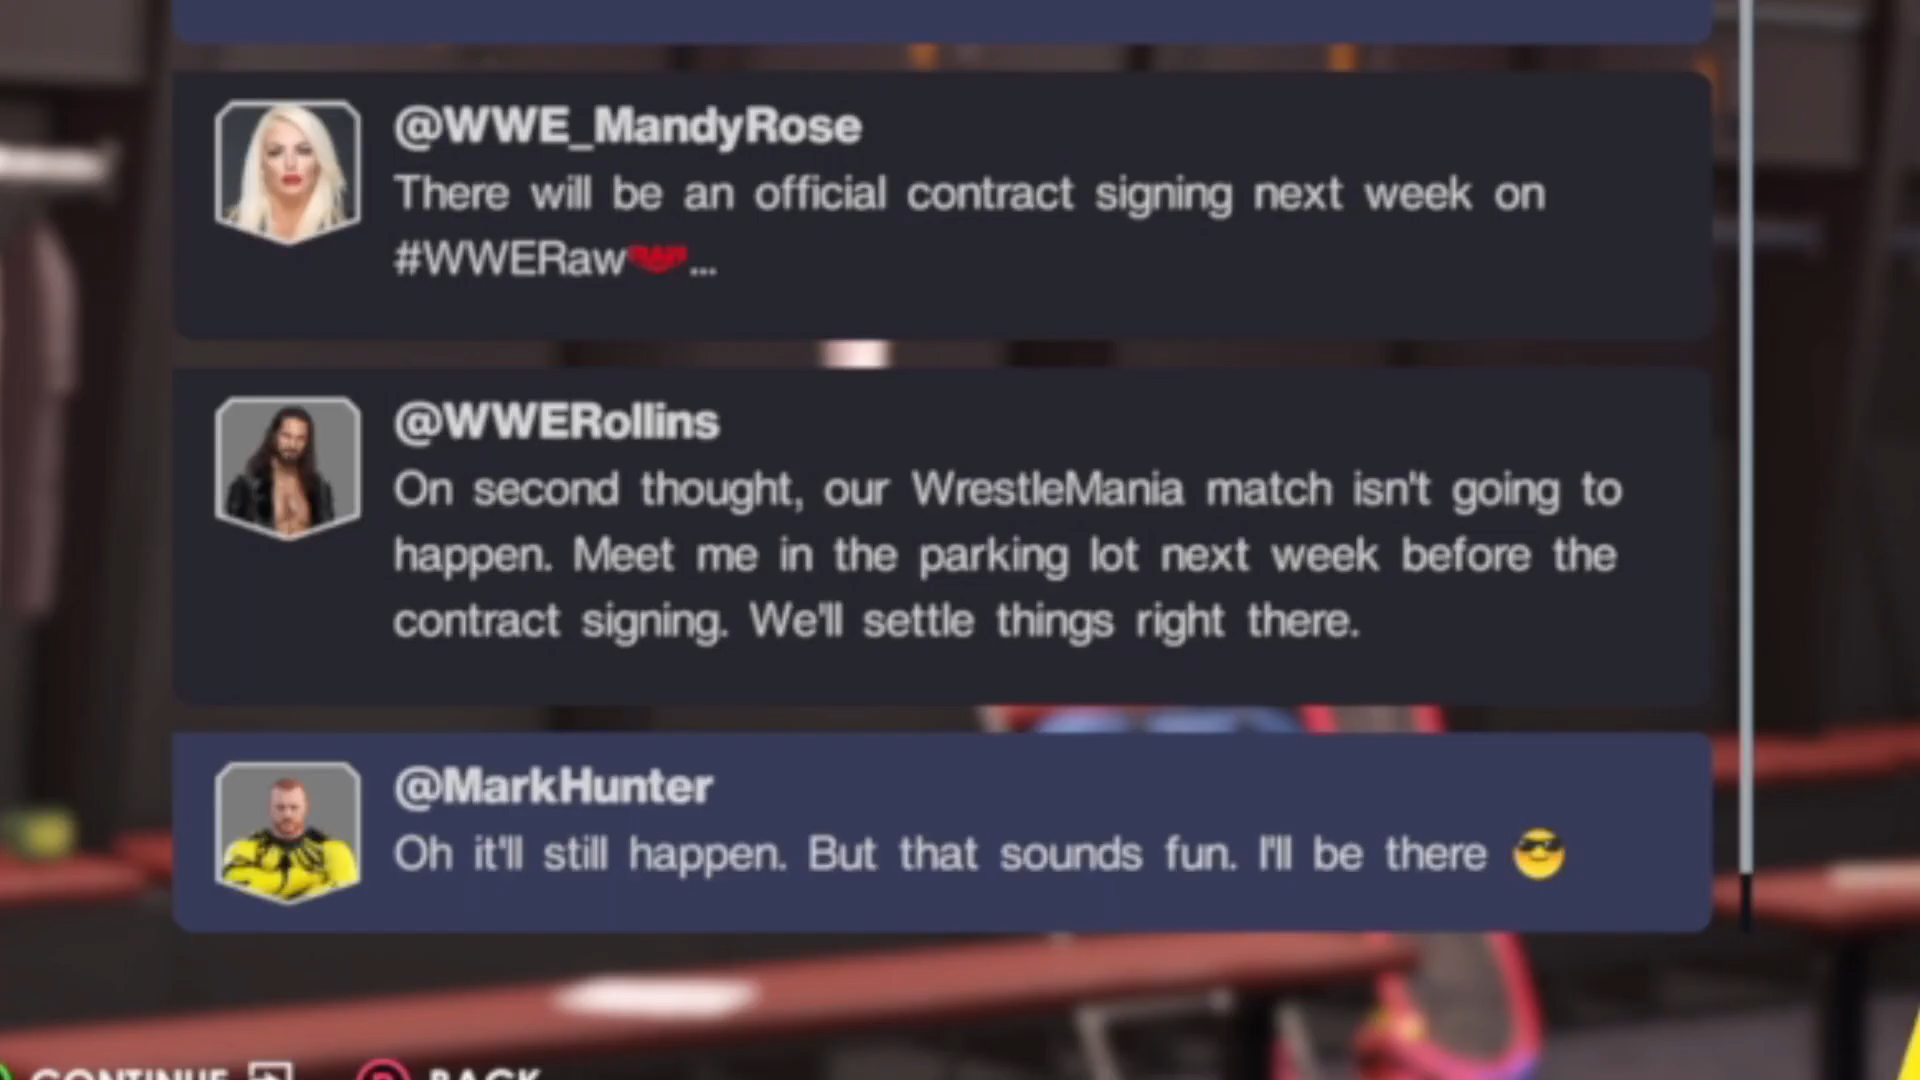 @WWE_MandyRose
There will be an official contract signing next week on
#WWERaw...
@WWERollins
On second thought, our WrestleMania match isn't going to
happen. Meet me in the parking lot next week before the
contract signing. We'll settle things right there.
@MarkHunter
Oh it'll still happen. But that sounds fun. I'll be there 😎
CONTINUE B BACK